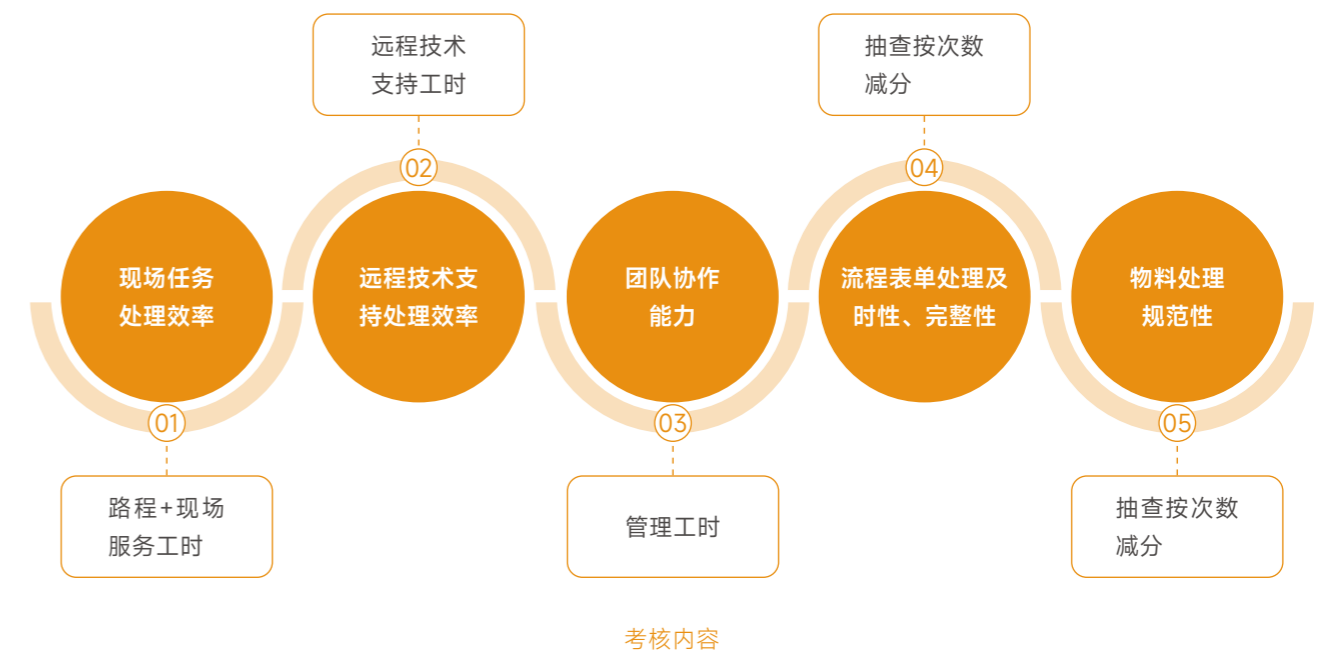 远程技术
支持工时
抽查按次数
减分
02
04
现场任务
处理效率
远程技术支
持处理效率
团队协作
能力
流程表单处理及
时性、完整性
物料处理
规范性
01
03
05
路程+现场
服务工时
管理工时
抽查按次数
减分
考核内容